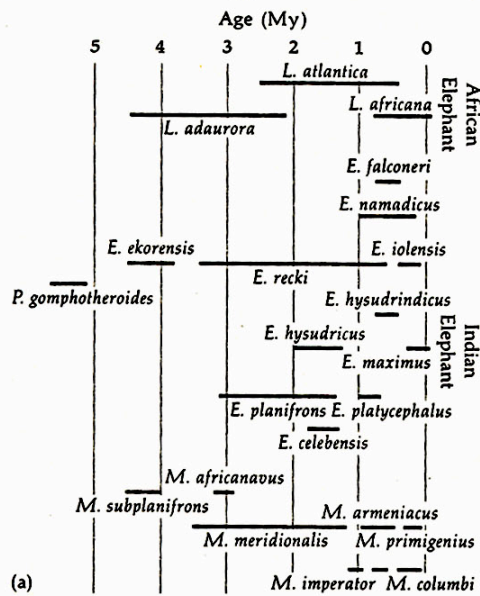 Age (My)
5 4 3 2 1 0
L. atlantica
African Elephant
L. africana
L. adaurora
E. falconeri
E. namadicus
E. ekorensis
E. iolensis
E. recki
P. gomphotheroides
E. hysudrindicus
Indian Elephant
E. hysudricus
E. maximus
E. planifrons
E. platycephalus
E. celebensis
M. africanavus
M. subplanifrons
M. armeniacus
M. meridionalis
M. primigenius
(a)
M. imperator
M. columbi